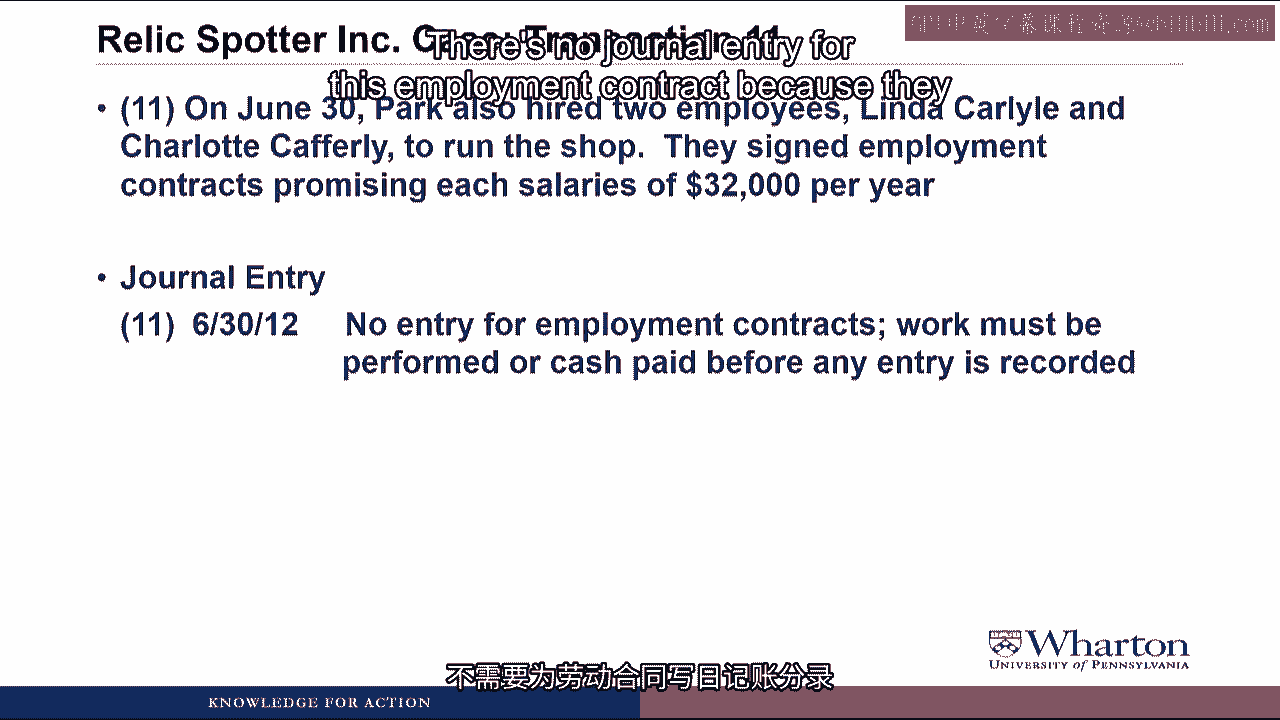 Relic Spotter Inc. Case: Transaction 11
There's no journal entry for
this employment contract because they
• (11) On June 30, Park also hired two employees, Linda Carlyle and
Charlotte Cafferly, to run the shop. They signed employment
contracts promising each salaries of $32,000 per year
• Journal Entry
(11) 6/30/12 No entry for employment contracts; work must be
performed or cash paid before any entry is recorded
Wharton
UNIVERSITY of PENNSYLVANIA
不需要为劳动合同写日记账分录
KNOWLEDGE FOR ACTION